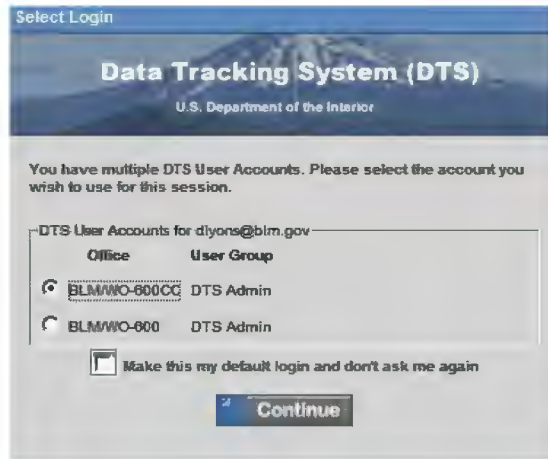 Select Login
Data Tracking System (DTS)
U.S. Department of the Interior
You have multiple DTS User Accounts. Please select the account you
wish to use for this session.
DTS User Accounts for dlyons@blm.gov
Office User Group
BLM/WO-600CC DTS Admin
BLM/WO-600 DTS Admin
Make this my default login and don't ask me again
Continue